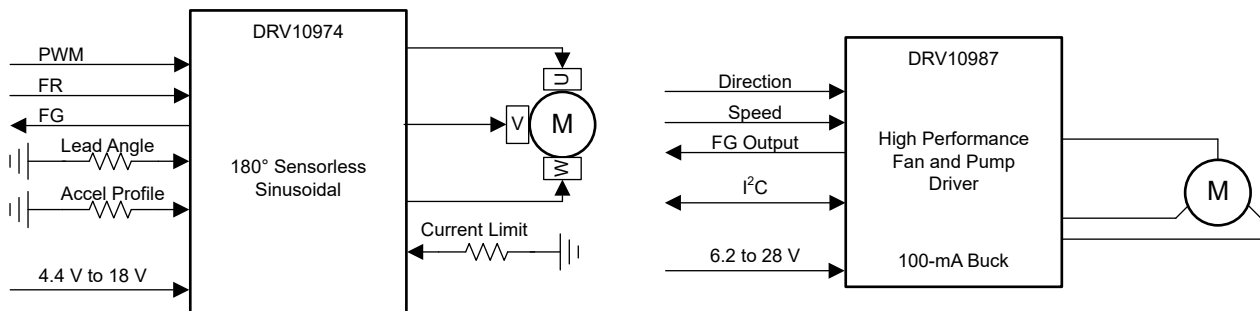 DRV10974
PWM
FR
FG
Lead Angle
Accel Profile
4.4 V to 18 V
180° Sensorless
Sinusoidal
U
V
M
W
Current Limit
DRV10987
Direction
Speed
FG Output
I²C
6.2 to 28 V
High Performance
Fan and Pump
Driver
100-mA Buck
M